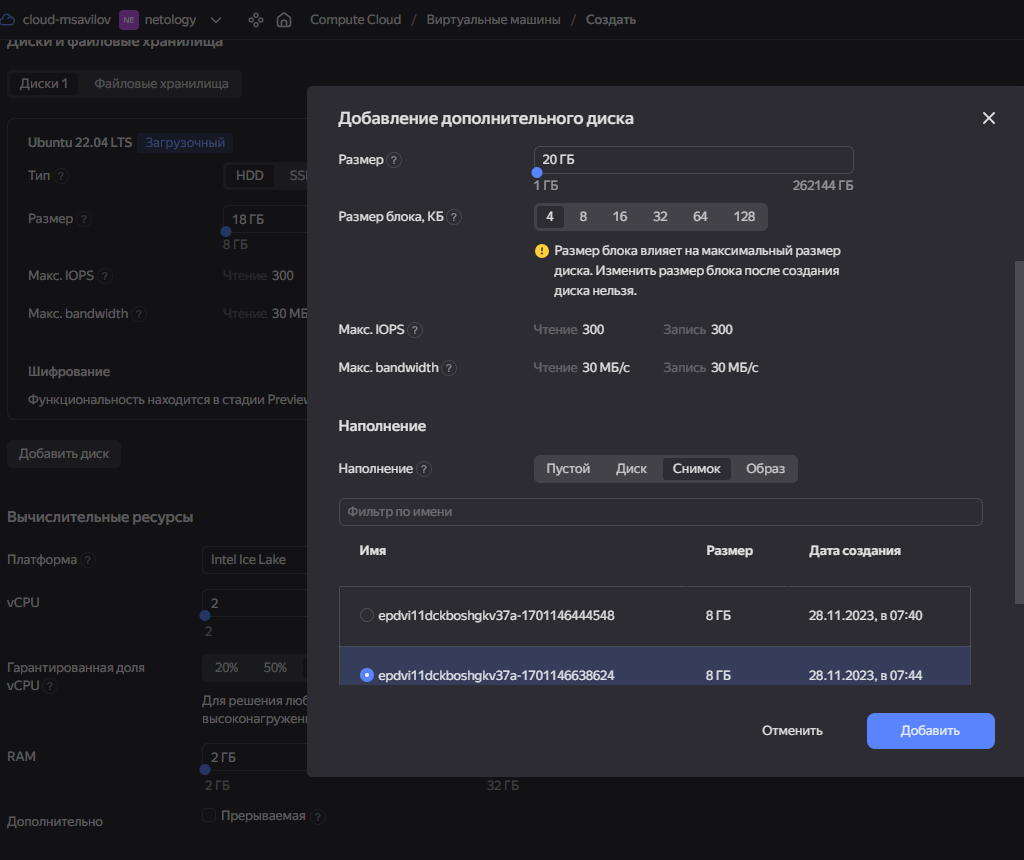 cloud-msavilov NE netology Compute Cloud / Виртуальные машины / Создать
Диски и файловые хранилища
Диски 1 Файловые хранилища
Ubuntu 22.04 LTS Загрузочный
Тип ?
HDD
Размер ?
18 ГБ
8 ГБ
Макс. IOPS ? Чтение 300
Макс. bandwidth ? Чтение 30 МБ
Шифрование
Функциональность находится в стадии Preview
Добавить диск
Вычислительные ресурсы
Платформа ? Intel Ice Lake
vCPU 2
2
Гарантированная доля
vCPU ?
20% 50%
Для решения
высоконагружен
RAM 2 ГБ
2 ГБ 32 ГБ
Дополнительно Прерываемая ?
Добавление дополнительного диска
Размер ? 20 ГБ
1 ГБ 262144 ГБ
Размер блока, КБ ? 4 8 16 32 64 128
Размер блока влияет на максимальный размер
диска. Изменить размер блока после создания
диска нельзя.
Макс. IOPS ? Чтение 300 Запись 300
Макс. bandwidth ? Чтение 30 МБ/с Запись 30 МБ/с
Наполнение
Наполнение ? Пустой Диск Снимок Образ
Фильтр по имени
Имя Размер Дата создания
epdvi11dckboshgkv37a-1701146444548 8 ГБ 28.11.2023, в 07:40
epdvi11dckboshgkv37a-1701146638624 8 ГБ 28.11.2023, в 07:44
Отменить Добавить